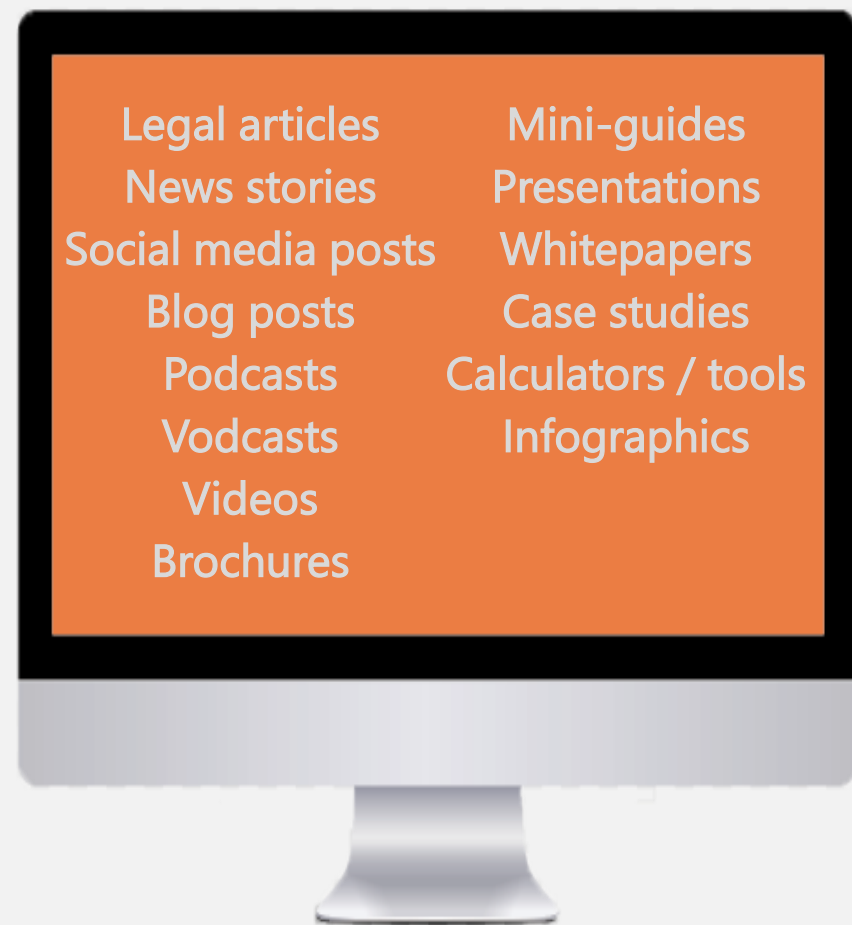 Legal articles
News stories
Social media posts
Blog posts
Podcasts
Vodcasts
Videos
Brochures
Mini-guides
Presentations
Whitepapers
Case studies
Calculators / tools
Infographics